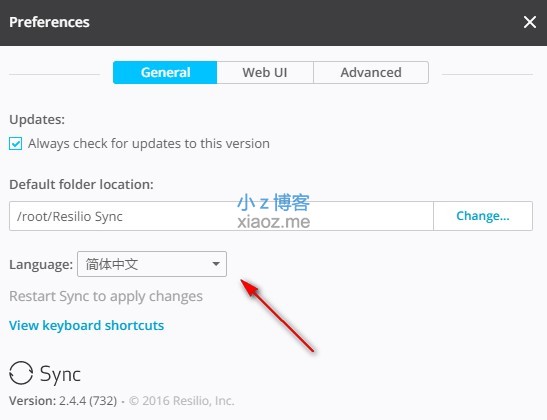 Preferences
General Web UI Advanced
Updates:
Always check for updates to this version
Default folder location:
/root/Resilio Sync Change...
小z博客
xiaoz.me
Language: 简体中文
Restart Sync to apply changes
View keyboard shortcuts
Sync
Version: 2.4.4 (732) - © 2016 Resilio, Inc.